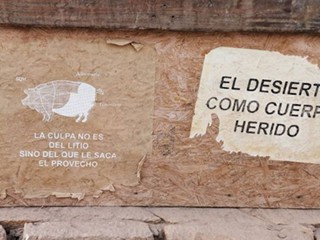 LA CULPA NO ES
DEL LITIO
SINO DEL QUE LE SACA
EL PROVECHO
EL DESIERT
COMO CUERP
HERIDO